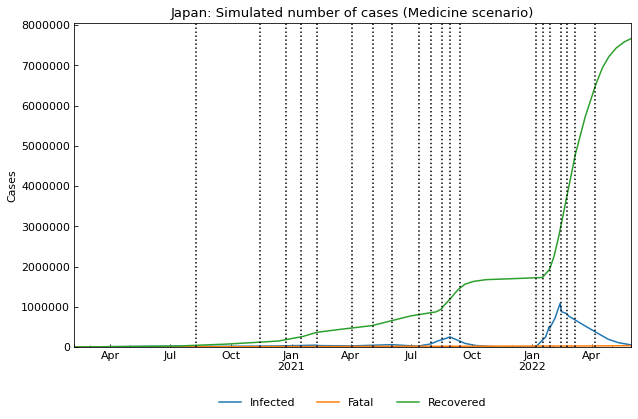 Japan: Simulated number of cases (Medicine scenario)
8000000
7000000
6000000
5000000
4000000
3000000
2000000
1000000
0
Cases
Apr Jul Oct Jan Apr Jul Oct Jan Apr
2021 2022
Infected Fatal Recovered